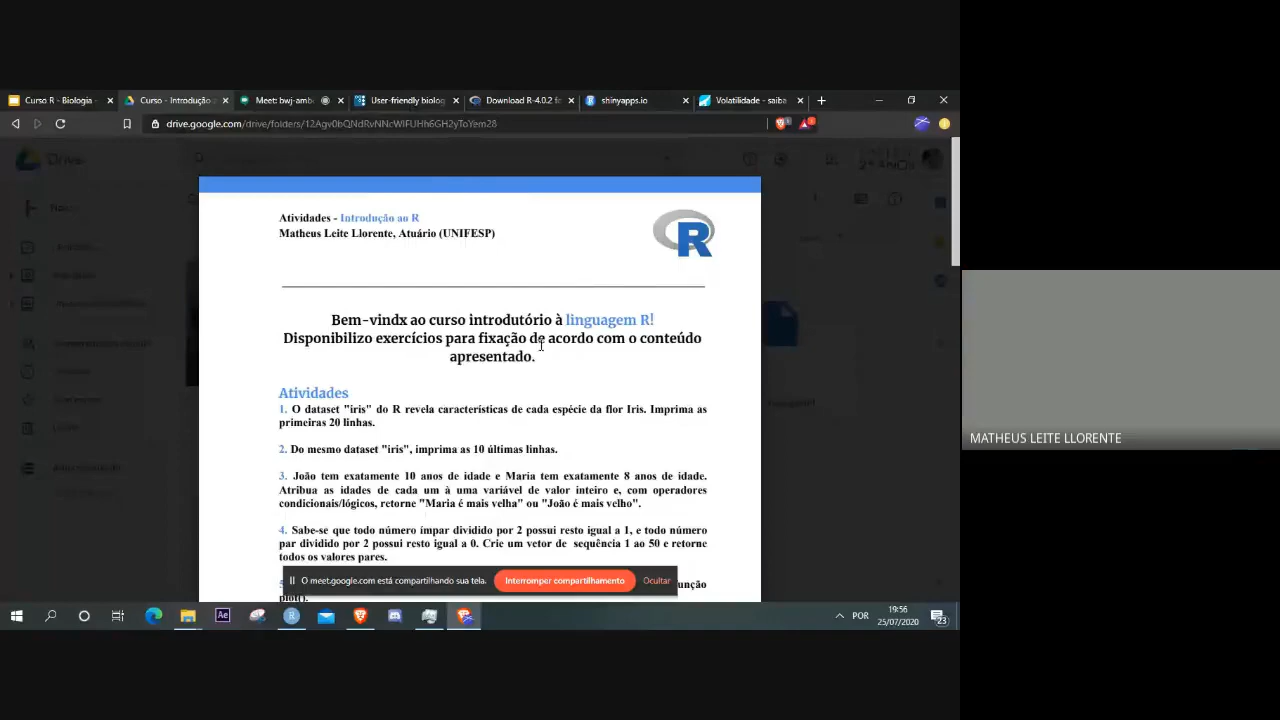 Curso R - Biologia -
Curso - Introdução
Meet: bwj-amb
User-friendly biolog
Download R-4.0.2 f
shinyapps.io
Volatilidade - saiba
drive.google.com/drive/folders/12Agv0bQNdRvNNcWIFUHh6GH2yToYem28
Drive
Atividades - Introdução ao R
Matheus Leite Llorente, Atuário (UNIFESP)
R
Bem-vindx ao curso introdutório à linguagem R!
Disponibilizo exercícios para fixação de acordo com o conteúdo
apresentado.
Atividades
1. O dataset "iris" do R revela características de cada espécie da flor Iris. Imprima as
primeiras 20 linhas.
2. Do mesmo dataset "iris", imprima as 10 últimas linhas.
3. João tem exatamente 10 anos de idade e Maria tem exatamente 8 anos de idade.
Atribua as idades de cada um à uma variável de valor inteiro e, com operadores
condicionais/lógicos, retorne "Maria é mais velha" ou "João é mais velho".
4. Sabe-se que todo número ímpar dividido por 2 possui resto igual a 1, e todo número
par dividido por 2 possui resto igual a 0. Crie um vetor de sequência 1 ao 50 e retorne
todos os valores pares.
unção
plot().
O meet.google.com está compartilhando sua tela.
Interromper compartilhamento
Ocultar
MATHEUS LEITE LLORENTE
POR
19:56
25/07/2020
23